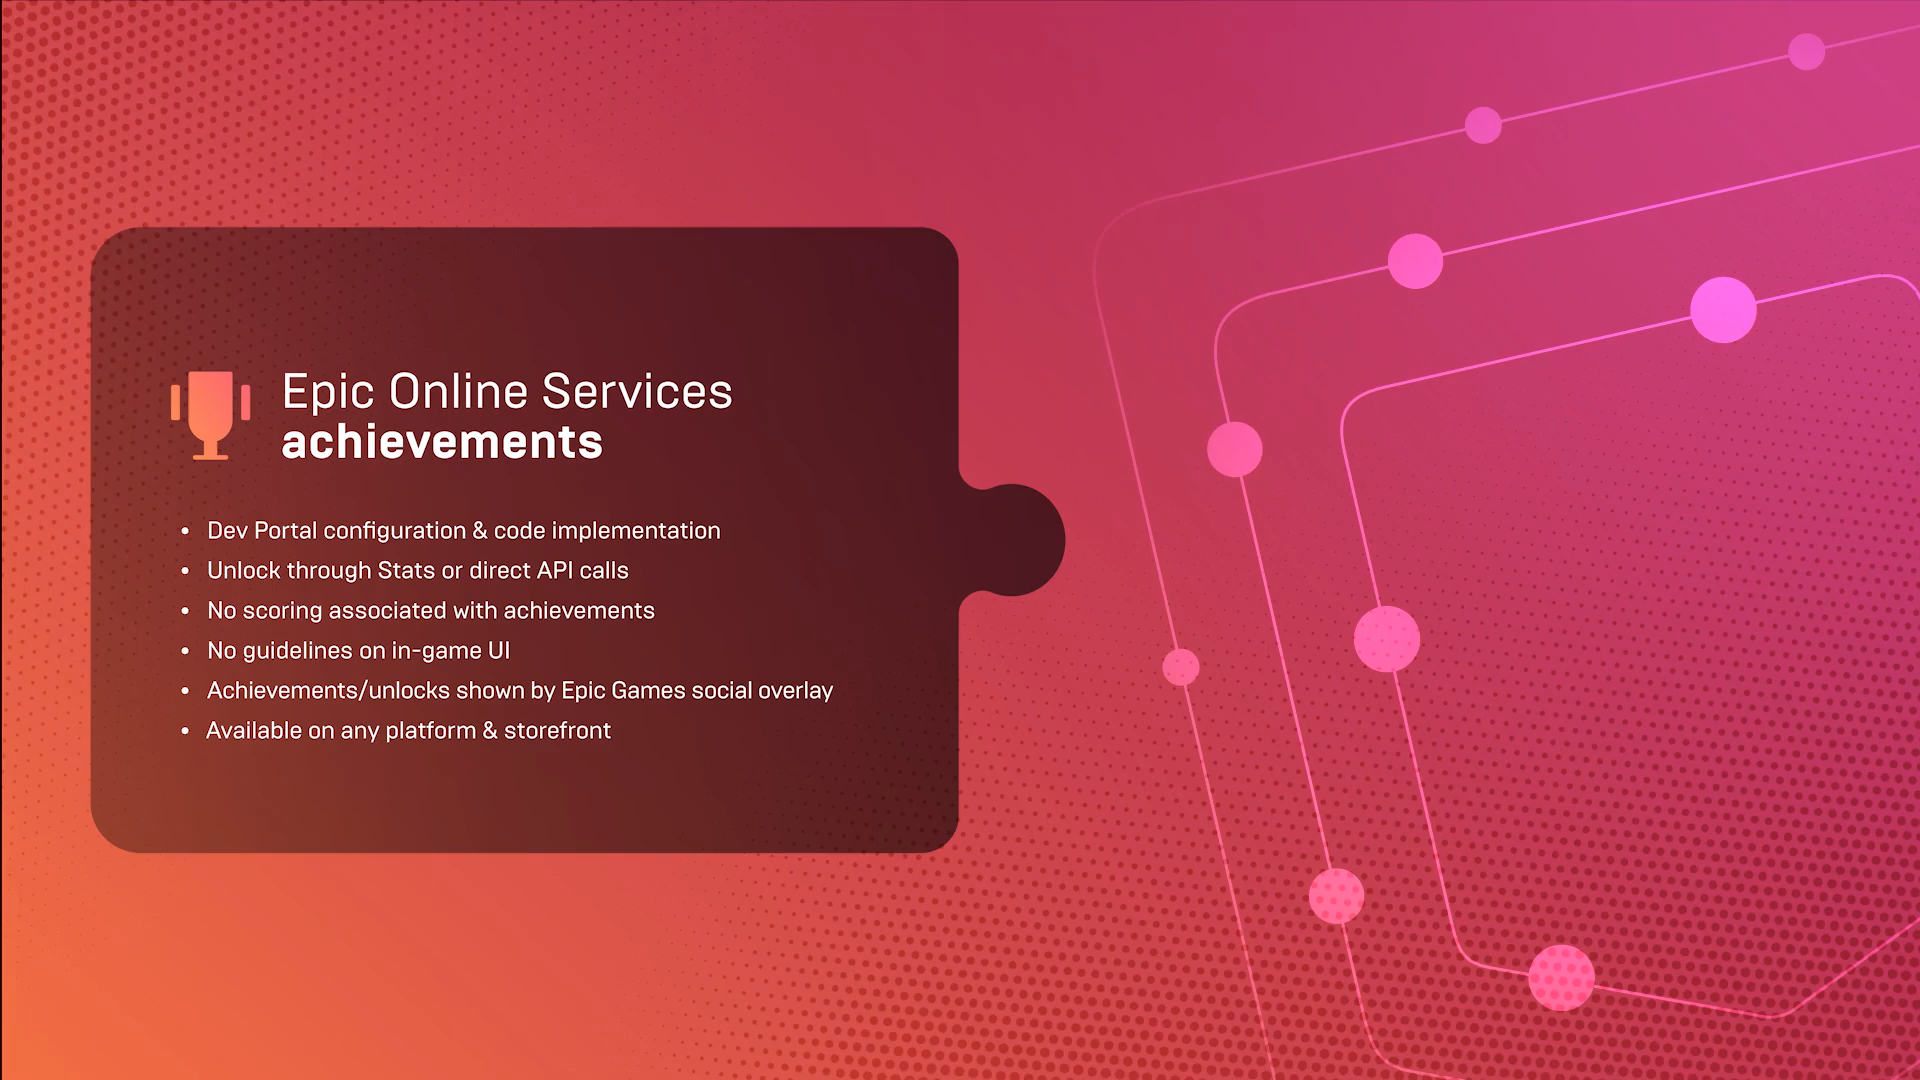 Epic Online Services
achievements
• Dev Portal configuration & code implementation
• Unlock through Stats or direct API calls
• No scoring associated with achievements
• No guidelines on in-game UI
• Achievements/unlocks shown by Epic Games social overlay
• Available on any platform & storefront